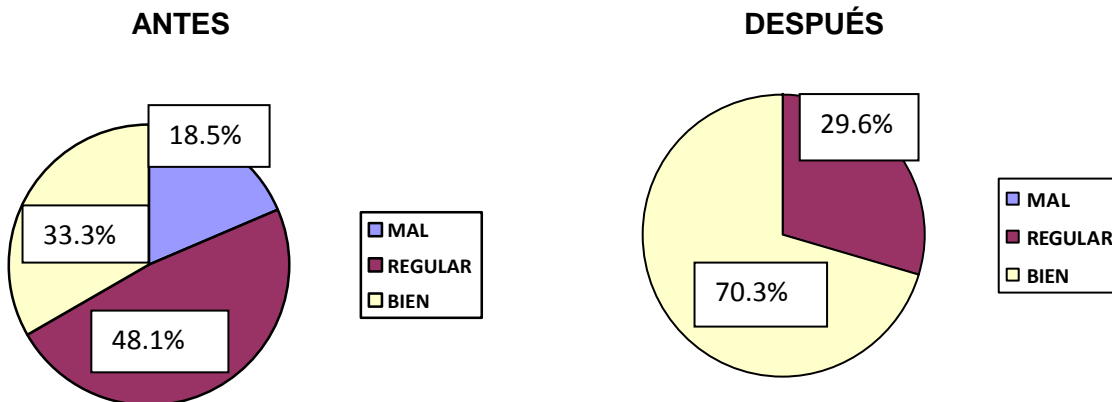 ANTES
18.5%
33.3%
48.1%
MAL
REGULAR
BIEN
DESPUÉS
29.6%
70.3%
MAL
REGULAR
BIEN